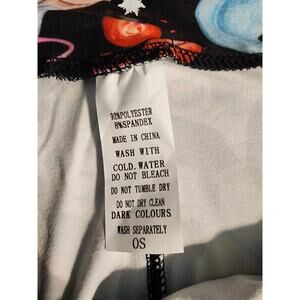 92%POLYESTER
8%SPANDEX
MADE IN CHINA
WASH WITH
COLD. WATER
DO NOT BLEACH
DO NOT TUMBLE DRY
DO NOT DRY CLEAN
DARK COLOURS
WASH SEPARATELY
OS